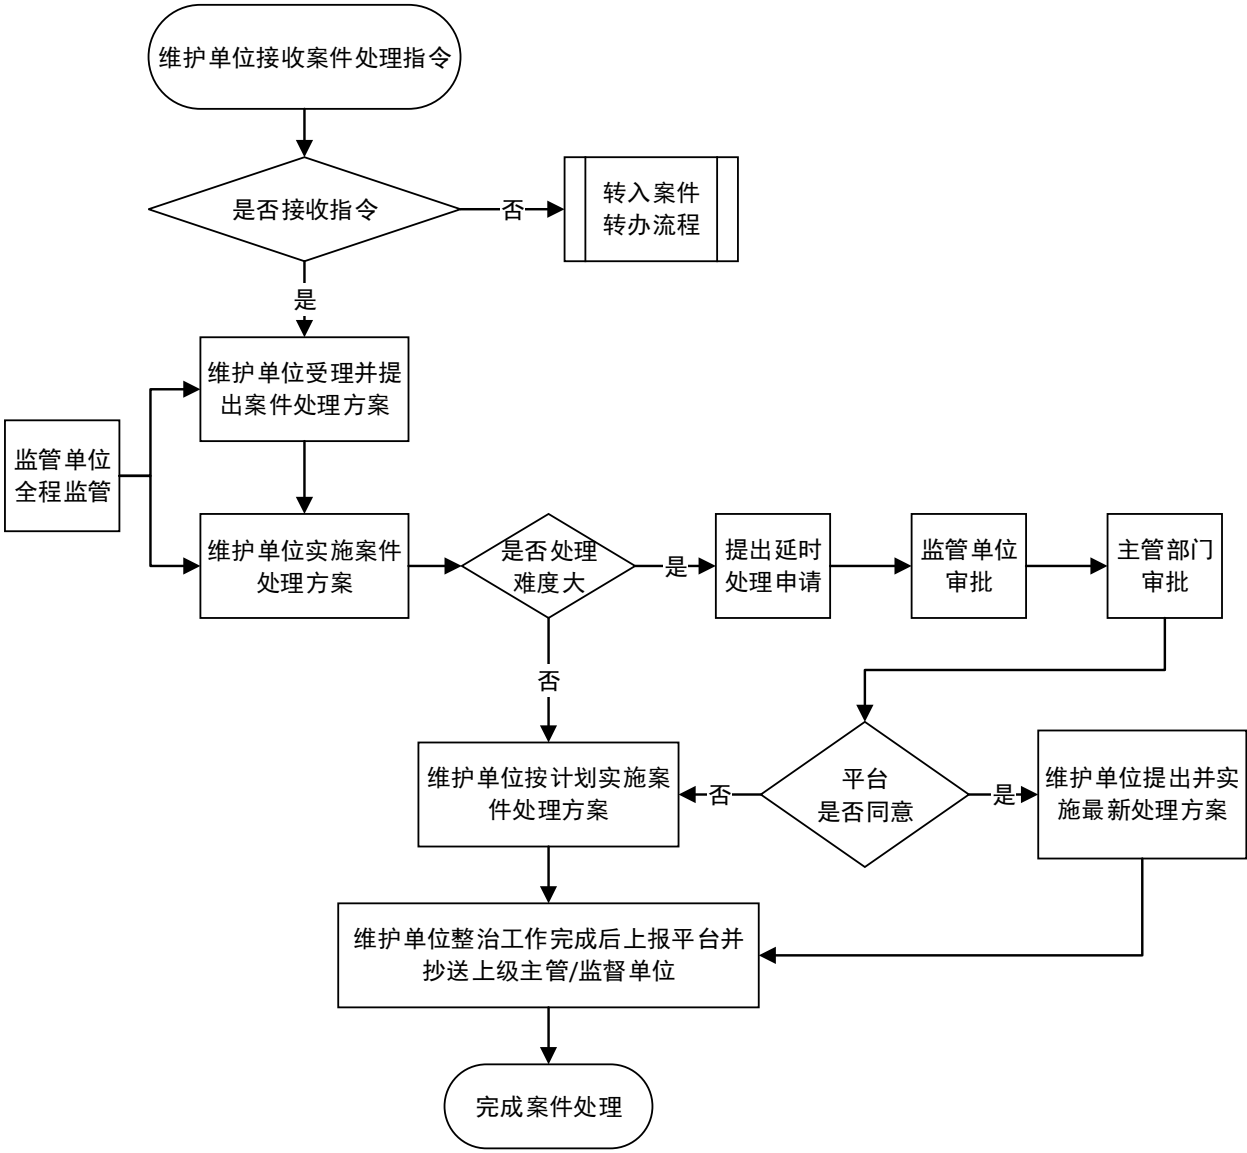 维护单位接收案件处理指令
是否接收指令
否
转入案件
转办流程
是
维护单位受理并提
出案件处理方案
监管单位
全程监管
维护单位实施案件
处理方案
是否处理
难度大
是
提出延时
处理申请
监管单位
审批
主管部门
审批
否
维护单位按计划实施案
件处理方案
否
平台
是否同意
是
维护单位提出并实
施最新处理方案
维护单位整治工作完成后上报平台并
抄送上级主管/监督单位
完成案件处理